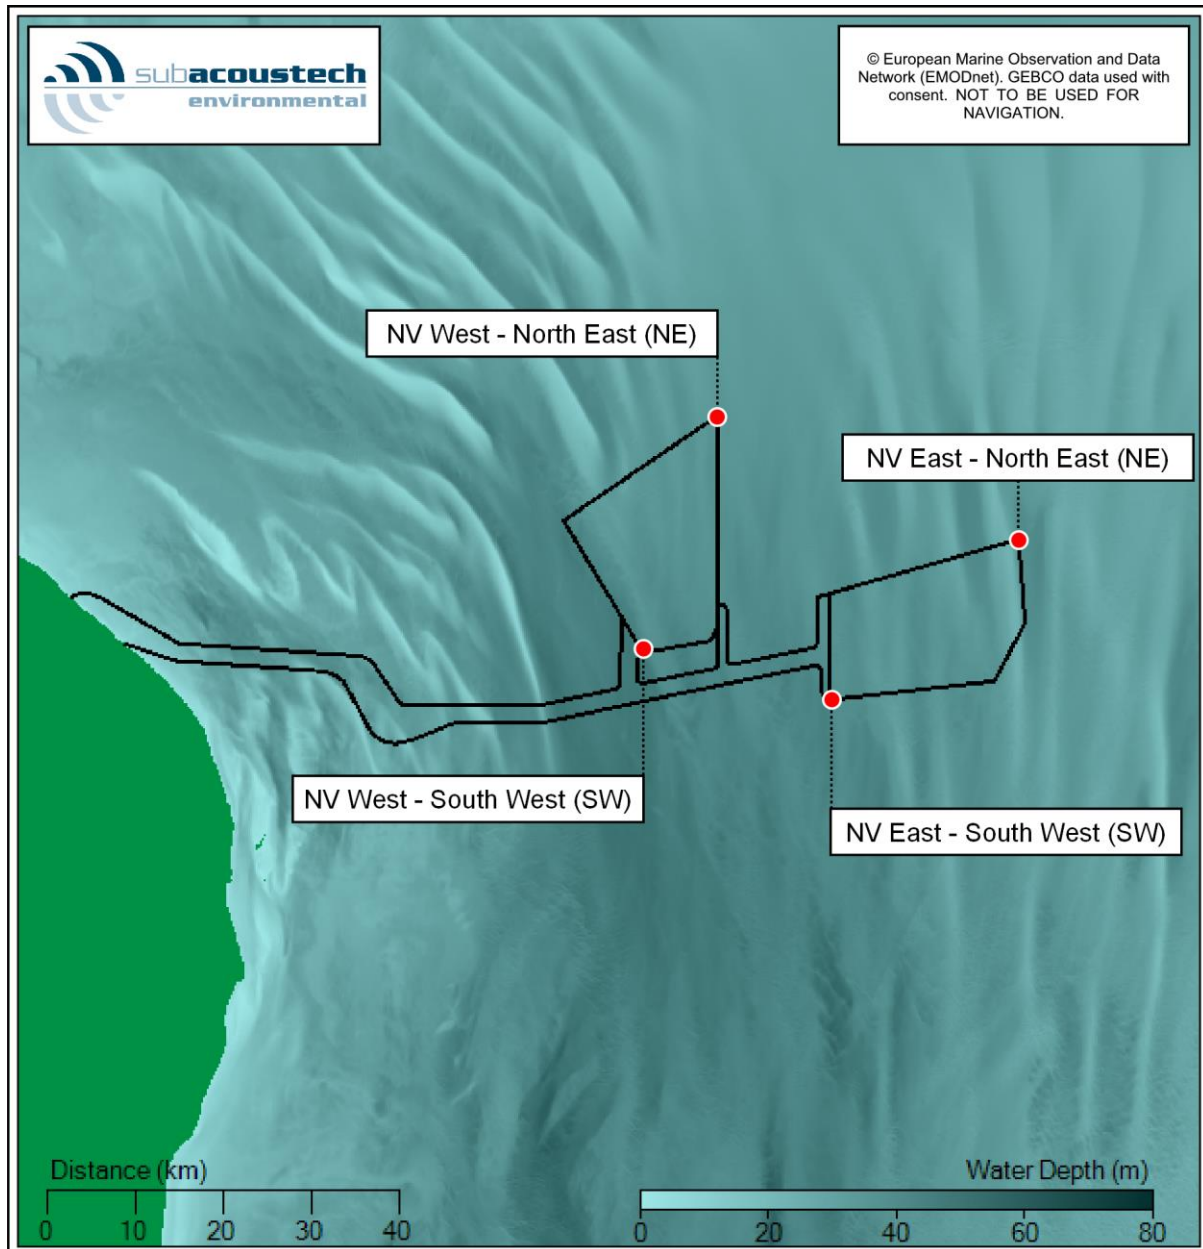 subacoustech
environmental
© European Marine Observation and Data
Network (EMODnet). GEBCO data used with
consent. NOT TO BE USED FOR
NAVIGATION.
NV West - North East (NE)
NV East - North East (NE)
NV West - South West (SW)
NV East - South West (SW)
Distance (km)
0 10 20 30 40
Water Depth (m)
0 20 40 60 80